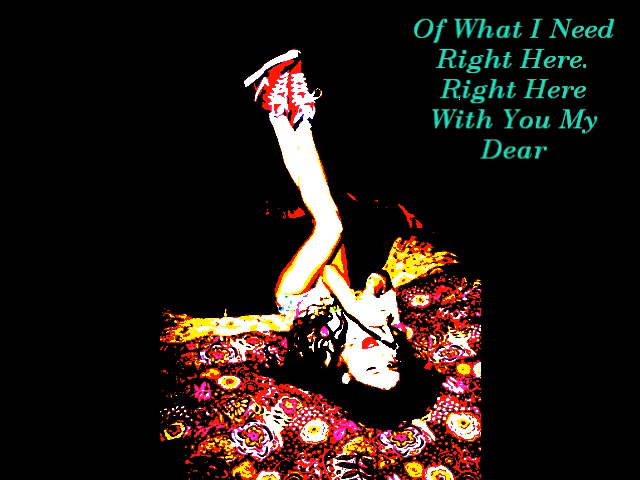 Of What I Need
Right Here.
Right Here
With You My
Dear